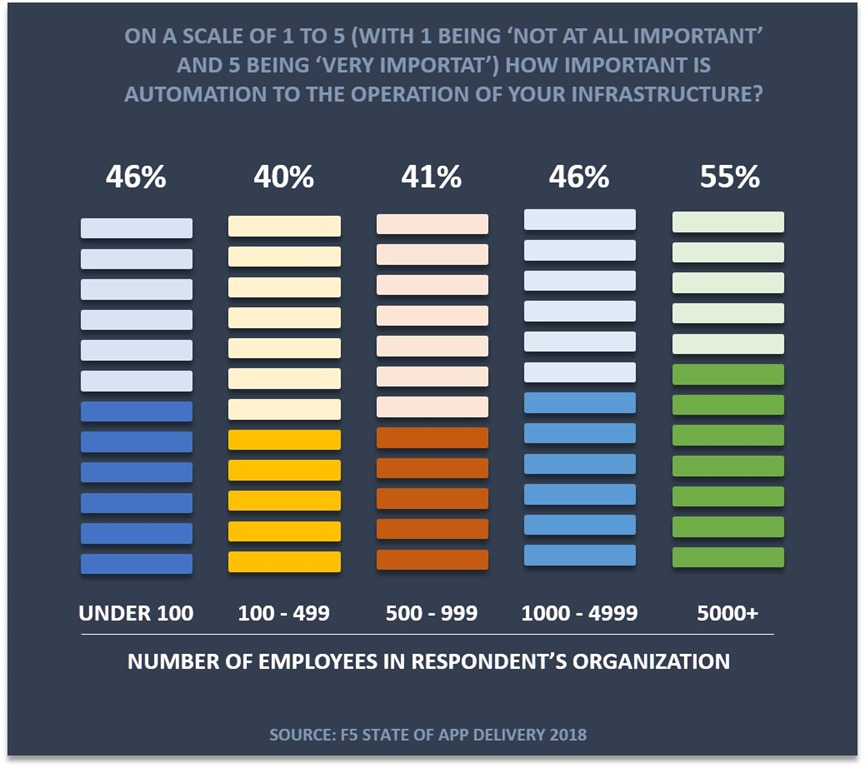 ON A SCALE OF 1 TO 5 (WITH 1 BEING ‘NOT AT ALL IMPORTANT’
AND 5 BEING ‘VERY IMPORTAT’) HOW IMPORTANT IS
AUTOMATION TO THE OPERATION OF YOUR INFRASTRUCTURE?
46% 40% 41% 46% 55%
UNDER 100 100 - 499 500 - 999 1000 - 4999 5000+
NUMBER OF EMPLOYEES IN RESPONDENT’S ORGANIZATION
SOURCE: F5 STATE OF APP DELIVERY 2018